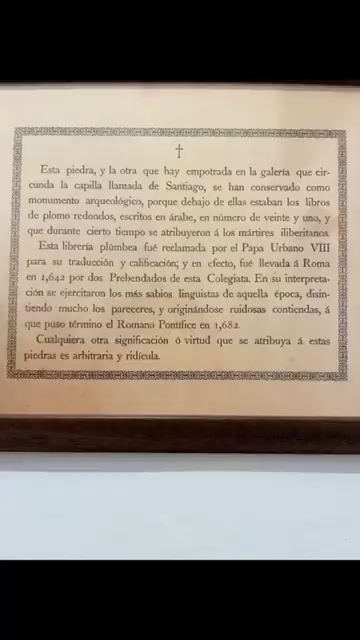 †
Esta piedra, y la otra que hay empotrada en la galería que cir-
cunda la capilla llamada de Santiago, se han conservado como
monumento arqueológico, porque debajo de ellas estaban los libros
de plomo redondos, escritos en árabe, en número de veinte y uno, y
que durante cierto tiempo se atribuyeron á los mártires iliberitanos.
Esta librería plúmbea fué reclamada por el Papa Urbano VIII
para su traducción y calificación; y en efecto, fué llevada á Roma
en 1,642 por dos Prebendados de esta Colegiata. En su interpreta-
ción se ejercitaron los más sabios linguistas de aquella época, disin-
tiendo mucho los pareceres, y originándose ruidosas contiendas, á
que puso término el Romano Pontífice en 1,682.
Cualquiera otra significación ó virtud que se atribuya á estas
piedras es arbitraria y ridícula.